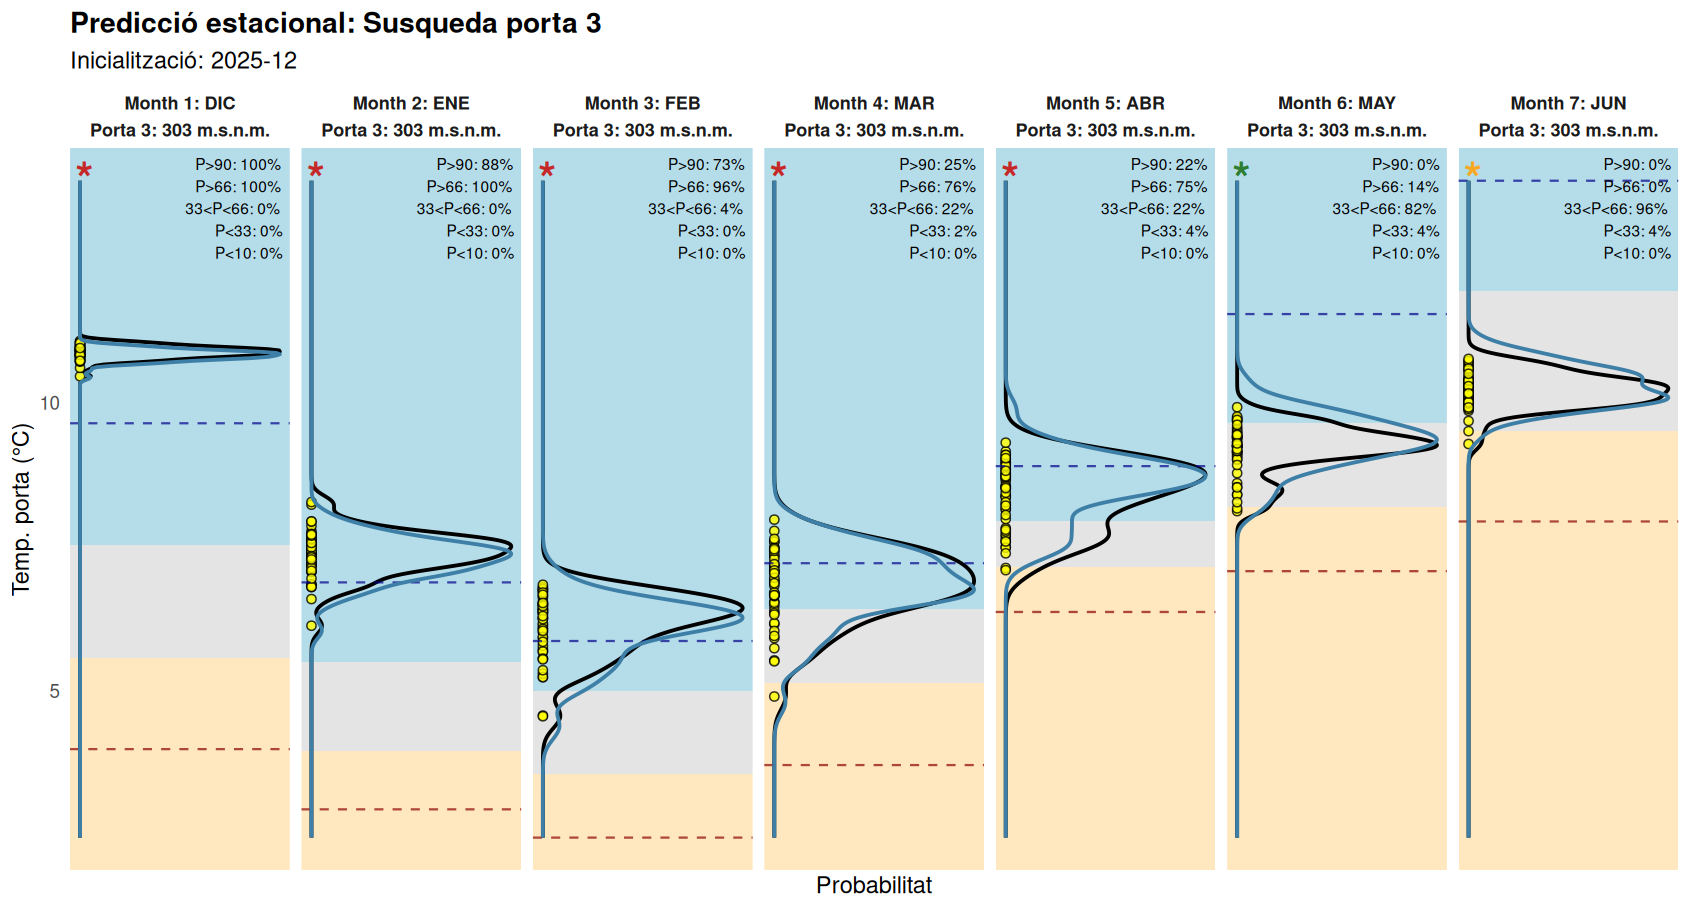 Predicció estacional: Susqueda porta 3
Inicialització: 2025-12
Month 1: DIC
Porta 3: 303 m.s.n.m.
Month 2: ENE
Porta 3: 303 m.s.n.m.
Month 3: FEB
Porta 3: 303 m.s.n.m.
Month 4: MAR
Porta 3: 303 m.s.n.m.
Month 5: ABR
Porta 3: 303 m.s.n.m.
Month 6: MAY
Porta 3: 303 m.s.n.m.
Month 7: JUN
Porta 3: 303 m.s.n.m.
*
P>90: 100%
P>66: 100%
33<P<66: 0%
P<33: 0%
P<10: 0%
*
P>90: 88%
P>66: 100%
33<P<66: 0%
P<33: 0%
P<10: 0%
*
P>90: 73%
P>66: 96%
33<P<66: 4%
P<33: 0%
P<10: 0%
*
P>90: 25%
P>66: 76%
33<P<66: 22%
P<33: 2%
P<10: 0%
*
P>90: 22%
P>66: 75%
33<P<66: 22%
P<33: 4%
P<10: 0%
*
P>90: 0%
P>66: 14%
33<P<66: 82%
P<33: 4%
P<10: 0%
*
P>90: 0%
P>66: 0%
33<P<66: 96%
P<33: 4%
P<10: 0%
10
5
Temp. porta (°C)
Probabilitat